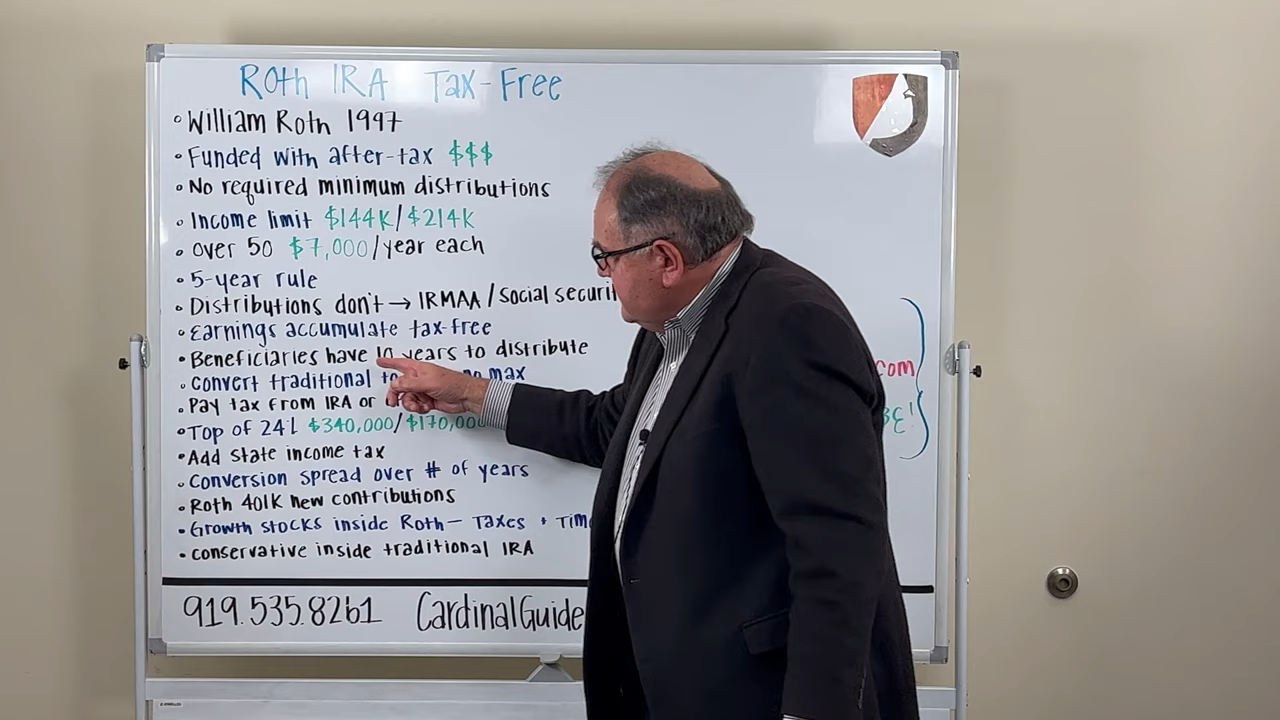 Roth IRA Tax-Free
William Roth 1997
Funded with after-tax $$$
No required minimum distributions
Income limit $144K/$214K
over 50 $7,000/year each
5-year rule
Distributions don't → IRMAA/Social securit
Earnings accumulate tax-free
Beneficiaries have 10 years to distribute
convert traditional max
Pay tax from IRA or
Top of 24% $340,000/$170,000
Add state income tax
Conversion spread over # of years
Roth 401K new contributions
Growth stocks inside Roth - Taxes + Time
conservative inside traditional IRA
com
919.535.8261 CardinalGuide